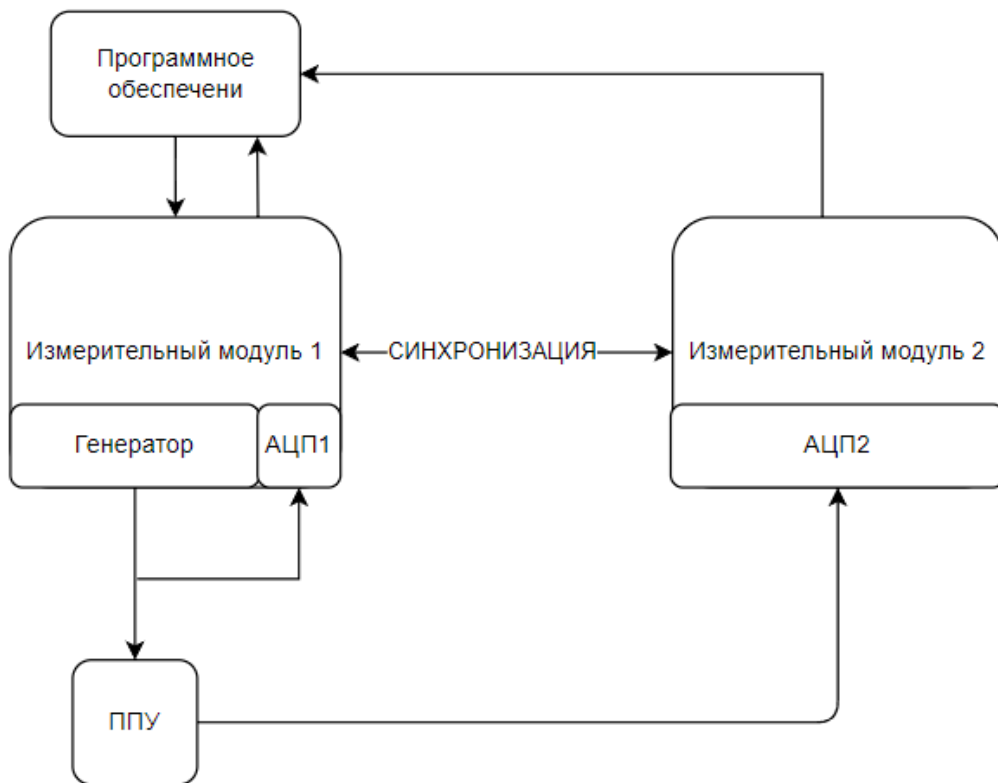 Программное
обеспечени
Измерительный модуль 1
СИНХРОНИЗАЦИЯ
Измерительный модуль 2
Генератор
АЦП1
АЦП2
ППУ